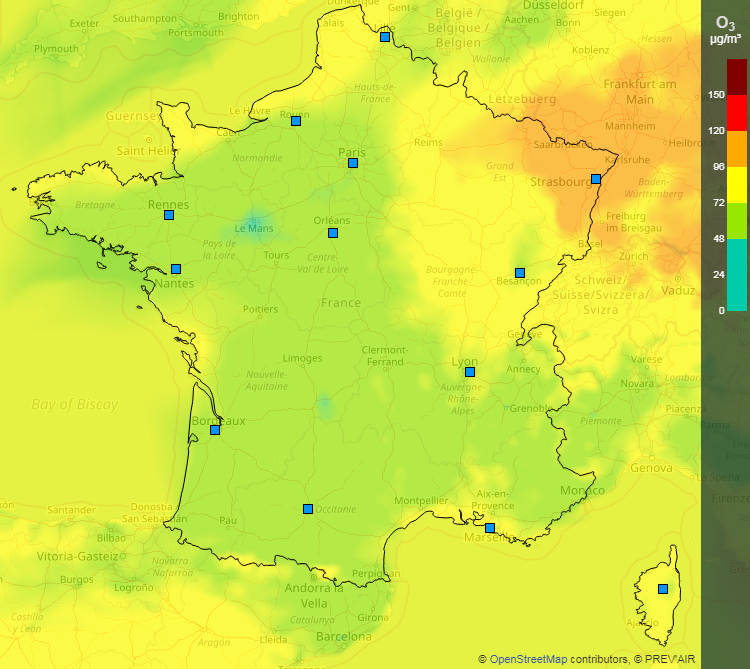 Dunkerque
Gent
Düsseldorf
Exeter
Southampton
Brighton
Calais
België /
Belgique /
Belgien
Aachen
Siegen
Bonn
Plymouth
Portsmouth
Koblenz
Hessen
O3
µg/m³
Wallonie
Hauts-de-
France
Lëtzebuerg
Frankfurt am
Main
150
Guernsey
Le Havre
Rouen
Mannheim
120
Caen
Saint Helier
Reims
Saarbrücken
Heilbronn
Normandie
Paris
Grand
Est
Karlsruhe
96
Strasbourg
Baden-
Württemberg
Bretagne
Rennes
72
Le Mans
Orléans
Freiburg
im Breisgau
48
Pays de
la Loire
Tours
Centre-
Val de Loire
Basel
Zürich
24
Nantes
Bourgogne-
Franche-
Comté
Besançon
Schweiz/
Suisse/Svizzera/
Svizra
Vaduz
0
Poitiers
France
Genève
Limoges
Clermont-
Ferrand
Lyon
Annecy
Varese
Lombardia
Nouvelle-
Aquitaine
Auvergne-
Rhône-
Alpes
Novara
Bay of Biscay
Grenoble
Piacenza
Bordeaux
Piemonte
Parma
Genova
La Spezia
Monaco
Firenze
Santander
Donostia
San Sebastián
Pau
Occitanie
Montpellier
Aix-en-
Provence
Bilbao
Marseille
Vitoria-Gasteiz
Navarra
Nafarroa
Burgos
Logroño
Perpignan
Andorra la
Vella
Castilla
y León
Catalunya
Girona
Ajaccio
Aragón
Lleida
Barcelona
Tarragona
© OpenStreetMap contributors, © PREV'AIR